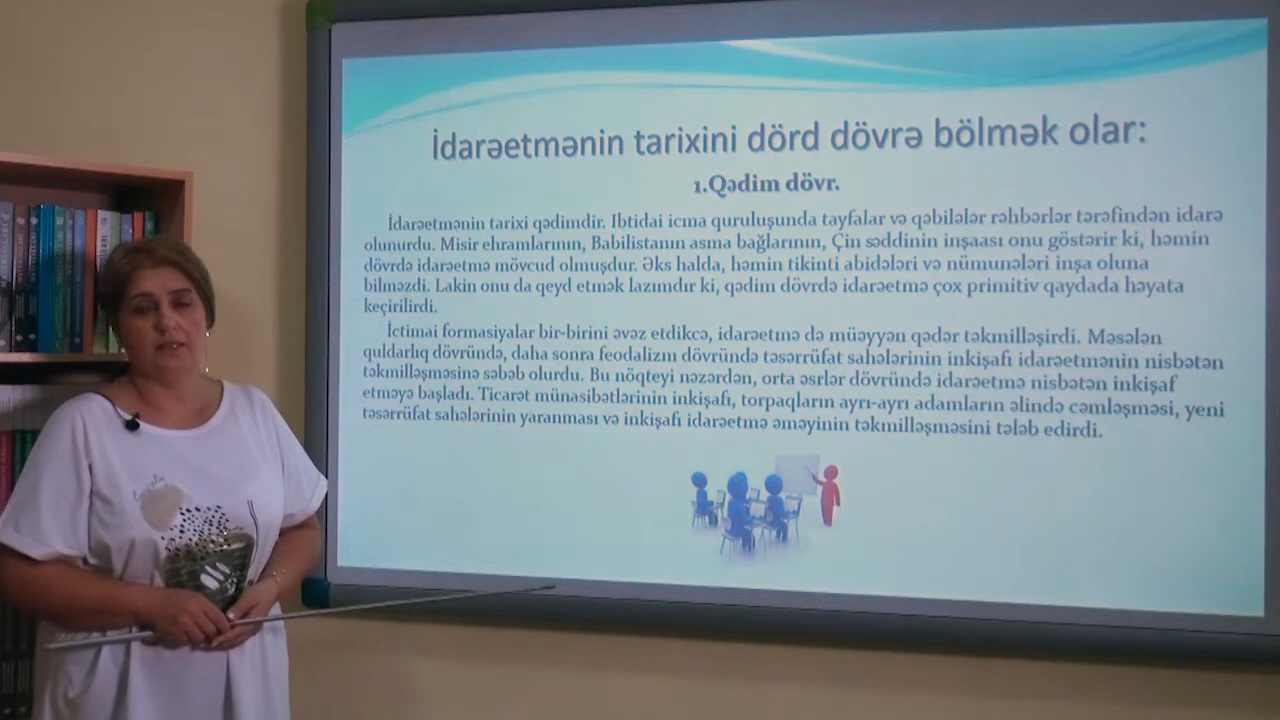 İdarəetmənin tarixini dörd dövrə bölmək olar:
1.Qədim dövr.
İdarəetmənin tarixi qədimdir. Ibtidai icma quruluşunda tayfalar və qəbilələr rəhbərlər tərəfindən idarə
olunurdu. Misir ehramlarının, Babilistanın asma bağlarının, Çin səddinin inşaası onu göstərir ki, həmin
dövrdə idarəetmə mövcud olmuşdur. Əks halda, həmin tikinti abidələri və nümunələri inşa oluna
bilməzdi. Lakin onu da qeyd etmək lazımdır ki, qədim dövrdə idarəetmə çox primitiv qaydada həyata
keçirilirdi.
İctimai formasiyalar bir-birini əvəz etdikcə, idarəetmə də müəyyən qədər təkmilləşirdi. Məsələn
quldarlıq dövründə, daha sonra feodalizm dövründə təsərrüfat sahələrinin inkişafı idarəetmənin nisbətən
təkmilləşməsinə səbəb olurdu. Bu nöqteyi nəzərdən, orta əsrlər dövründə idarəetmə nisbətən inkişaf
etməyə başladı. Ticarət münasibətlərinin inkişafı, torpaqların ayrı-ayrı adamların əlində cəmləşməsi, yeni
təsərrüfat sahələrinin yaranması və inkişafı idarəetmə əməyinin təkmilləşməsini tələb edirdi.